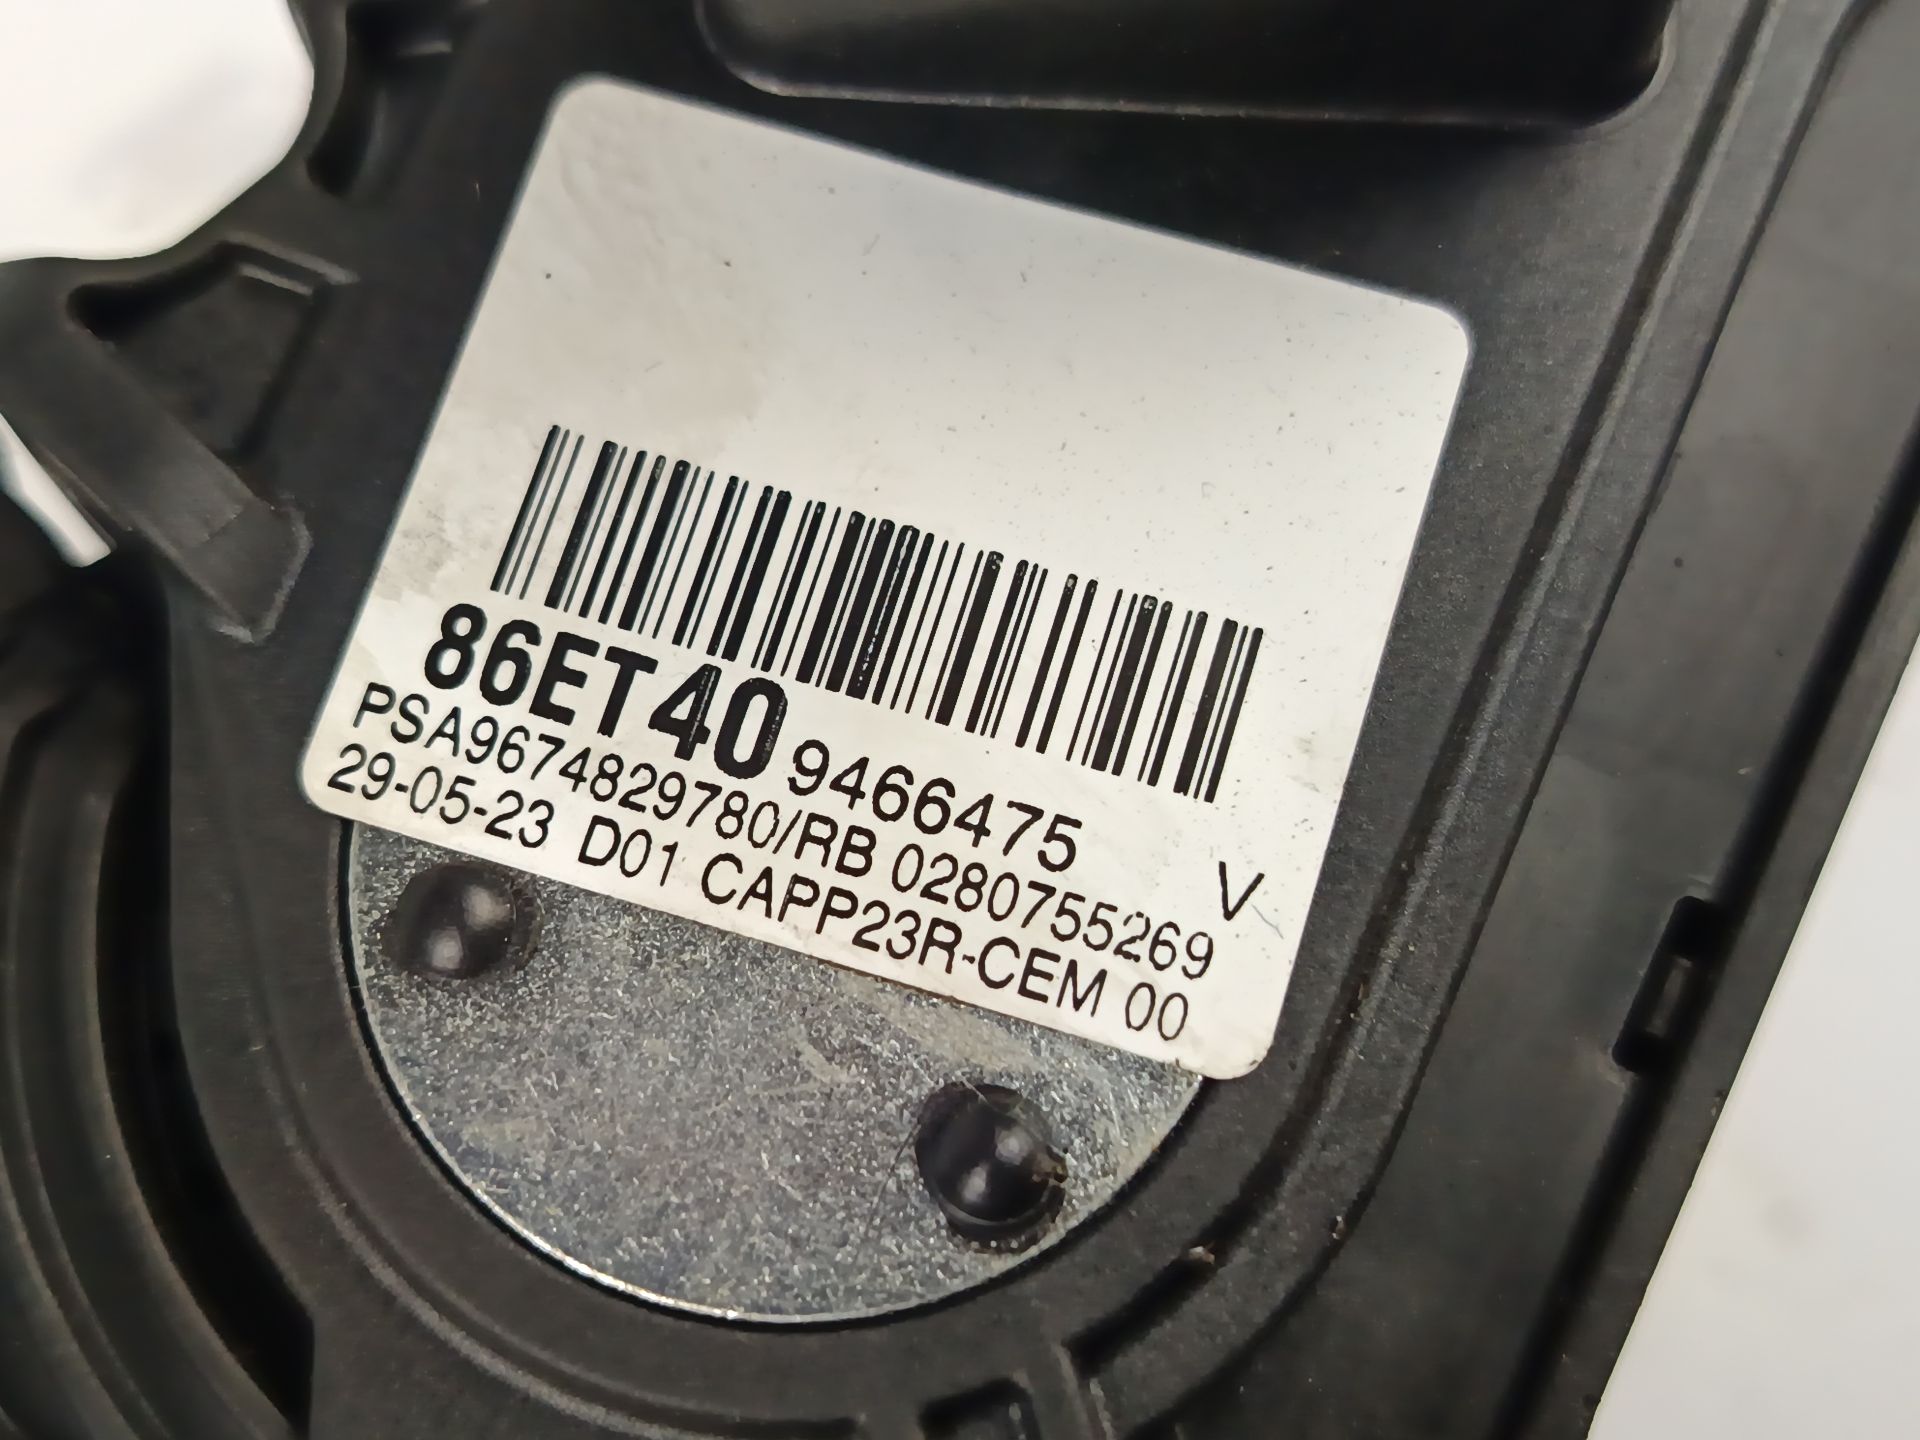 86ET40 9466475
PSA9674829780/RB 0280755269 V
29-05-23 D01 CAPP23R-CEM 00